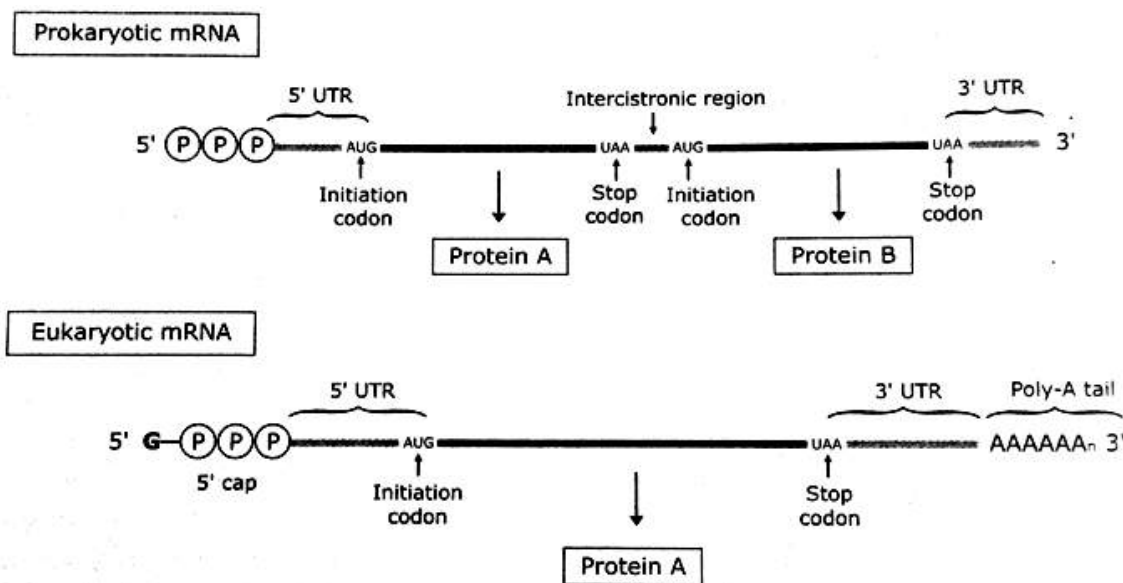 Prokaryotic mRNA
5' UTR
Intercistronic region
3' UTR
5' P P P AUG UAA AUG UAA 3'
Initiation codon
Stop codon
Initiation codon
Stop codon
Protein A
Protein B
Eukaryotic mRNA
5' UTR
3' UTR
Poly-A tail
5' G P P P AUG UAA AAAAAAn 3'
5' cap
Initiation codon
Stop codon
Protein A